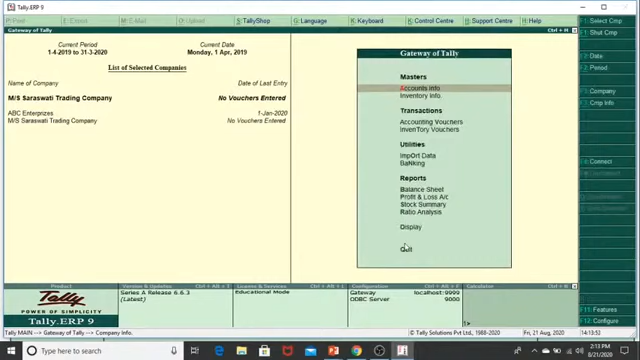 Tally.ERP 9
P: Print E: Export M: E-Mail O: Upload S: TallyShop G: Language K: Keyboard K: Control Centre H: Support Centre H: Help
F1: Select Cmp
F1: Shut Cmp
Gateway of Tally Ctrl + M
Current Period Current Date
1-4-2019 to 31-3-2020 Monday, 1 Apr, 2019
List of Selected Companies
Name of Company Date of Last Entry
M/S Saraswati Trading Company No Vouchers Entered
ABC Enterprizes 1-Jan-2020
M/S Saraswati Trading Company No Vouchers Entered
Gateway of Tally
Masters
Accounts Info.
Inventory Info.
Transactions
Accounting Vouchers
InvenTory Vouchers
Utilities
ImpOrt Data
BaNking
Reports
Balance Sheet
Profit & Loss A/c
Stock Summary
Ratio Analysis
Display
Quit
F2: Date
F2: Period
F3: Company
F3: Cmp Info
F4: Connect
F11: Features
F12: Configure
Product
Tally
POWER OF SIMPLICITY
Tally.ERP 9
Version & Updates
Series A Release 6.6.3
(Latest)
License & Services
Educational Mode
Configuration
Gateway localhost:9999
ODBC Server 9000
Calculator
1>
Tally MAIN --> Gateway of Tally --> Company Info. © Tally Solutions Pvt Ltd., 1988-2020 Fri, 21 Aug, 2020 14:13:53
Type here to search
2:13 PM
8/21/2020